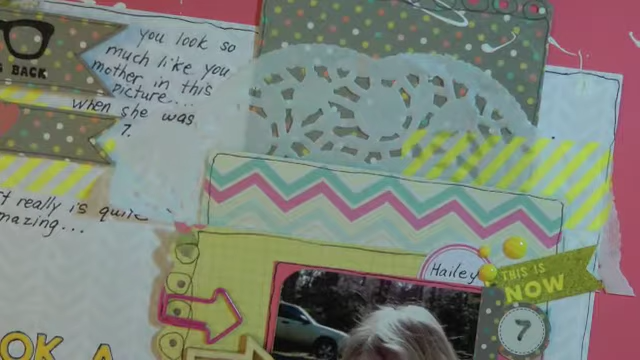 BACK
you look so
much like you
mother in this
picture...
when she was
7.
t really is quite
mazing...
Hailey
THIS IS
NOW
7
OK A